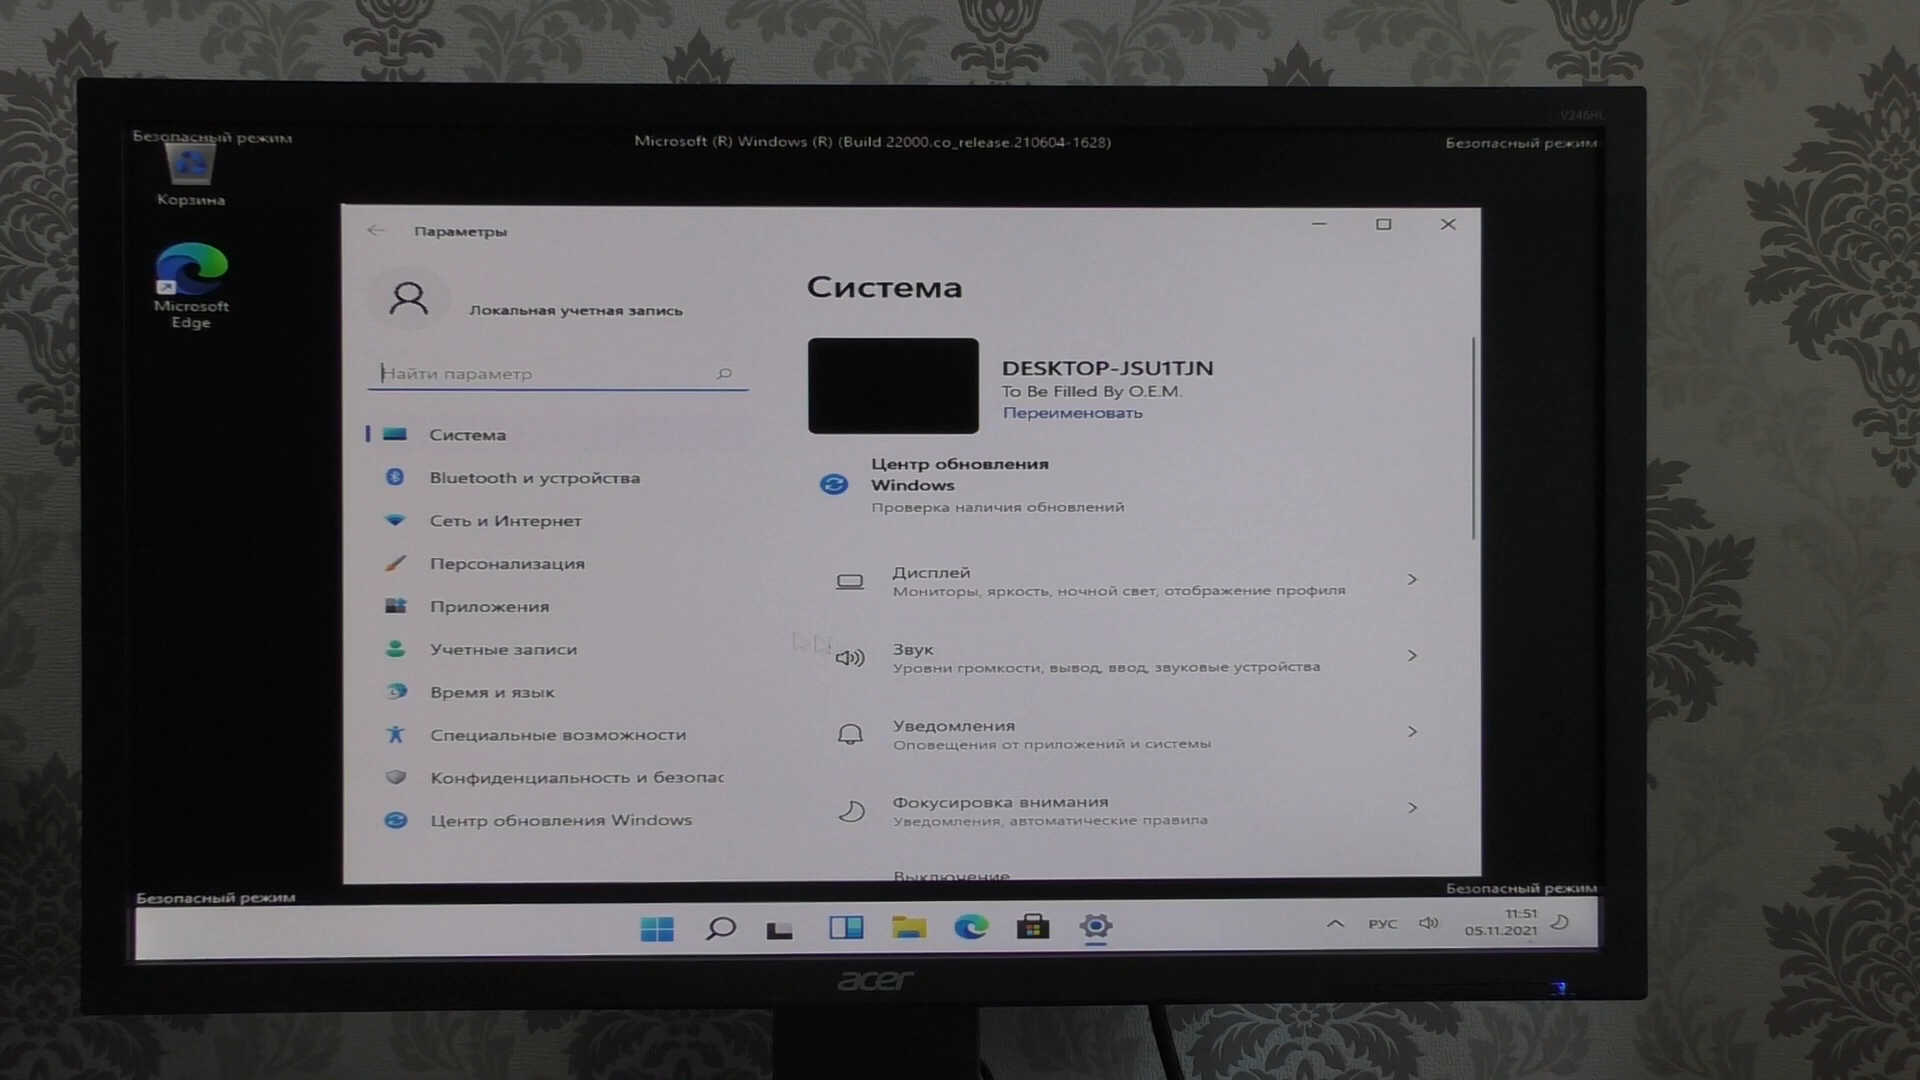 V246HL
Безопасный режим
Microsoft (R) Windows (R) (Build 22000.co_release.210604-1628)
Безопасный режим
Корзина
Microsoft
Edge
Параметры
Локальная учетная запись
Найти параметр
Система
Bluetooth и устройства
Сеть и Интернет
Персонализация
Приложения
Учетные записи
Время и язык
Специальные возможности
Конфиденциальность и безопас
Центр обновления Windows
Система
DESKTOP-JSU1TJN
To Be Filled By O.E.M.
Переименовать
Центр обновления
Windows
Проверка наличия обновлений
Дисплей
Мониторы, яркость, ночной свет, отображение профиля
Звук
Уровни громкости, вывод, ввод, звуковые устройства
Уведомления
Оповещения от приложений и системы
Фокусировка внимания
Уведомления, автоматические правила
Выключение
Безопасный режим
Безопасный режим
РУС
11:51
05.11.2021
acer